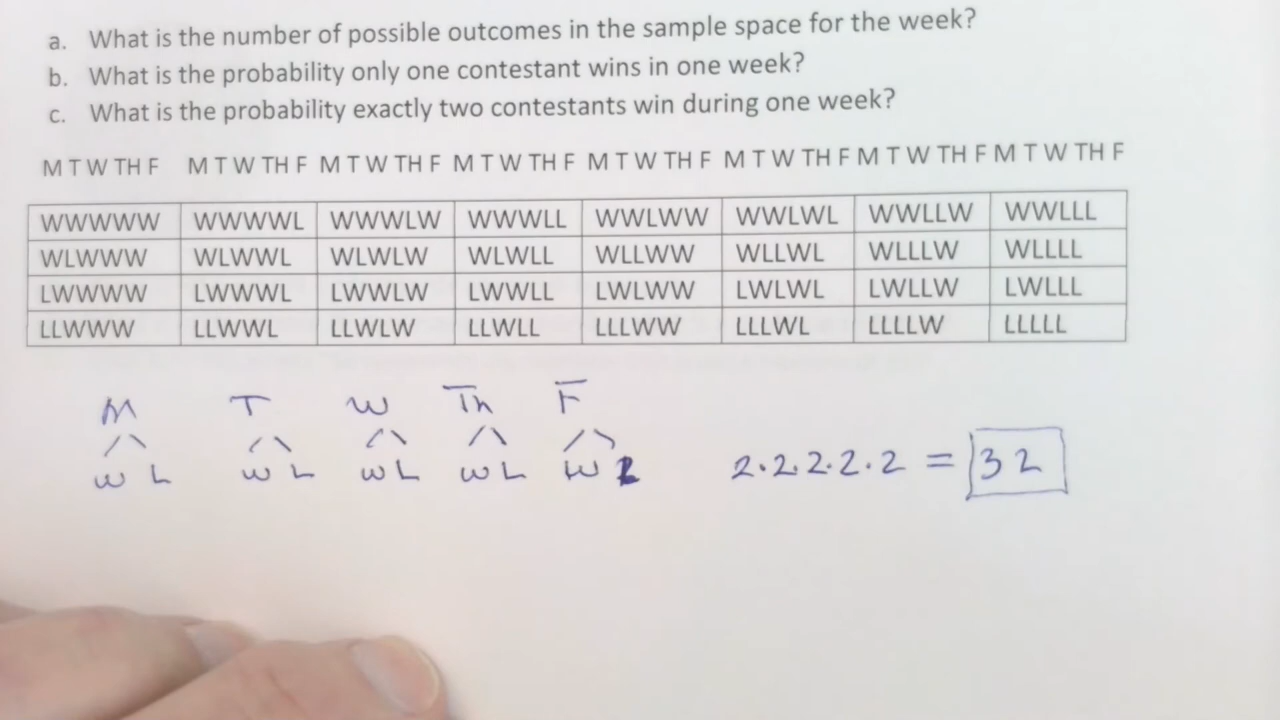 a. What is the number of possible outcomes in the sample space for the week?
b. What is the probability only one contestant wins in one week?
c. What is the probability exactly two contestants win during one week?
M T W TH F M T W TH F M T W TH F M T W TH F M T W TH F M T W TH F M T W TH F M T W TH F
WWWWW WWWWL WWWLW WWWLL WWLWW WWLWL WWLLW WWLLL
WLWWW WLWWL WLWLW WLWLL WLLWW WLLWL WLLLW WLLLL
LWWWW LWWWL LWWLW LWWLL LWLWW LWLWL LWLLW LWLLL
LLWWW LLWWL LLWLW LLWLL LLLWW LLLWL LLLLW LLLLL
M T W Th F
W L W L W L W L W L 2·2·2·2·2 = 32